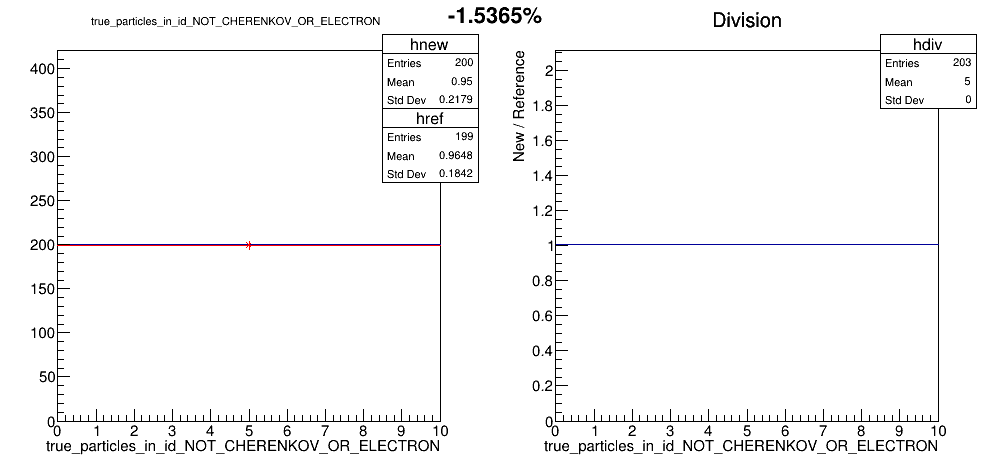 true_particles_in_id_NOT_CHERENKOV_OR_ELECTRON
-1.5365%
Division
hnew
Entries 200
Mean 0.95
Std Dev 0.2179
href
Entries 199
Mean 0.9648
Std Dev 0.1842
400
350
300
250
200
150
100
50
0
0 1 2 3 4 5 6 7 8 9 10
true_particles_in_id_NOT_CHERENKOV_OR_ELECTRON
hdiv
Entries 203
Mean 5
Std Dev 0
New / Reference
2
1.8
1.6
1.4
1.2
1
0.8
0.6
0.4
0.2
0
0 1 2 3 4 5 6 7 8 9 10
true_particles_in_id_NOT_CHERENKOV_OR_ELECTRON